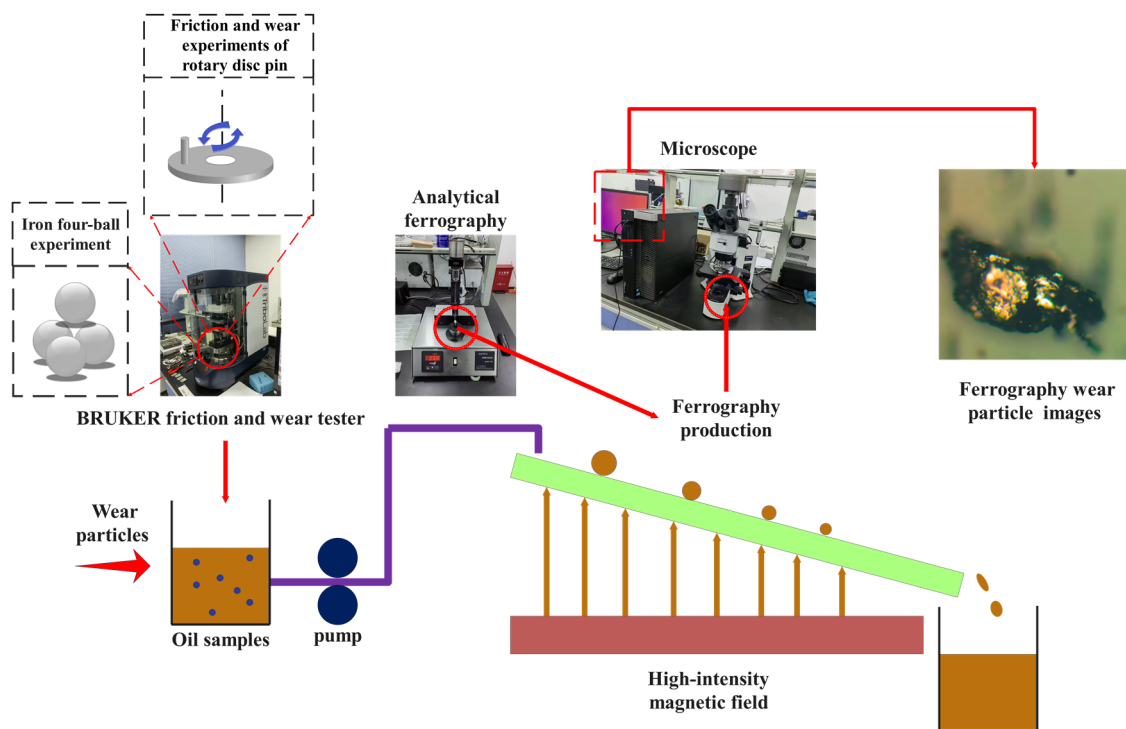 Friction and wear
experiments of
rotary disc pin
Iron four-ball
experiment
TriboLab
BRUKER friction and wear tester
Analytical
ferrography
Microscope
Ferrography
production
Ferrography wear
particle images
Wear
particles
Oil samples
pump
High-intensity
magnetic field